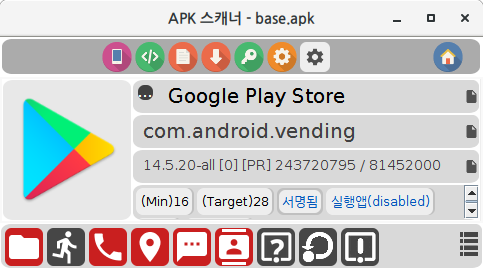 APK 스캐너 - base.apk
Google Play Store
com.android.vending
14.5.20-all [0] [PR] 243720795 / 81452000
(Min)16 (Target)28 서명됨 실행앱(disabled)